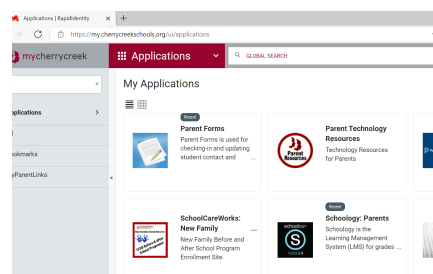 Applications | RapidIdentity
https://my.cherrycreekschools.org/ui/applications
mycherrycreek
Applications
GLOBAL SEARCH
My Applications
pplications
ookmarks
yParentLinks
Recent
Parent Forms
Parent Forms is used for
checking-in and updating
student contact and ...
Parent
Resources
Parent Technology
Resources
Technology Resources
for Parents
SchoolCareWorks:
New Family ...
New Family Before and
After School Program
Enrollment Site.
Recent
schoology
Schoology: Parents
Schoology is the
Learning Management
System (LMS) for grades ...